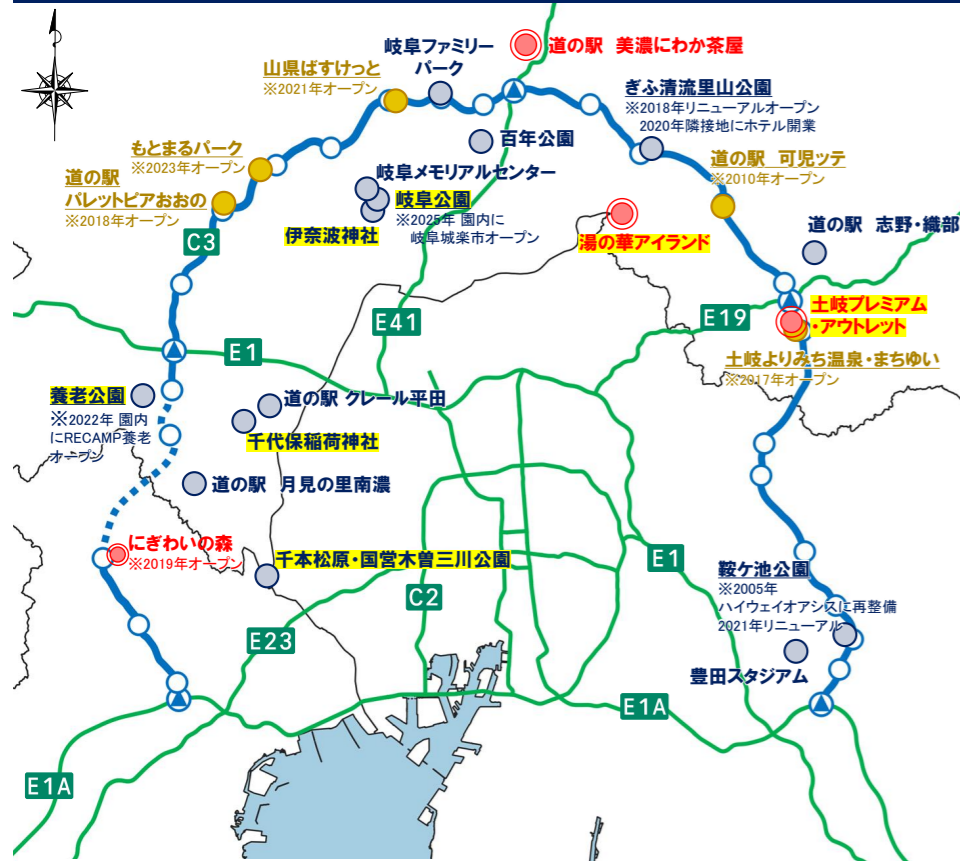 道の駅 美濃にわか茶屋
岐阜ファミリー
パーク
山県ばすけっと
※2021年オープン
ぎふ清流里山公園
※2018年リニューアルオープン
2020年隣接地にホテル開業
百年公園
もとまるパーク
※2023年オープン
道の駅 可児ッテ
※2010年オープン
道の駅
パレットピアおおの
※2018年オープン
岐阜メモリアルセンター
岐阜公園
※2025年 園内に
岐阜城楽市オープン
伊奈波神社
湯の華アイランド
道の駅 志野・織部
C3
E41
E19
土岐プレミアム
・アウトレット
E1
土岐よりみち温泉・まちゆい
※2017年オープン
養老公園
※2022年 園内
にRECAMP養老
オープン
道の駅 クレール平田
千代保稲荷神社
道の駅 月見の里南濃
にぎわいの森
※2019年オープン
千本松原・国営木曽三川公園
E1
C2
鞍ケ池公園
※2005年
ハイウェイオアシスに再整備
2021年リニューアル
E23
豊田スタジアム
E1A
E1A